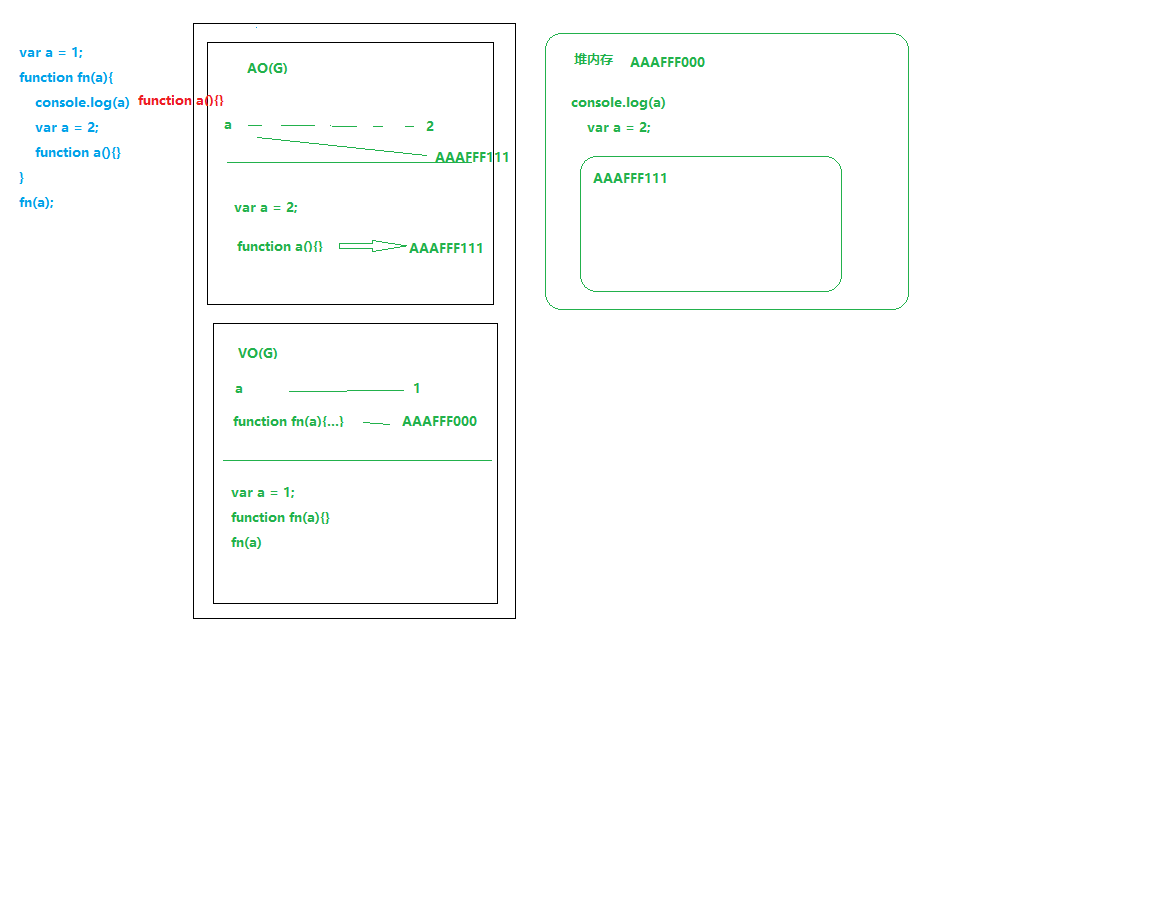 var a = 1;
function fn(a){
console.log(a) function a(){}
var a = 2;
function a(){}
}
fn(a);
AO(G)
a 2
AAAFFF111
var a = 2;
function a(){} AAAFFF111
VO(G)
a 1
function fn(a){...} AAAFFF000
var a = 1;
function fn(a){}
fn(a)
堆内存 AAAFFF000
console.log(a)
var a = 2;
AAAFFF111